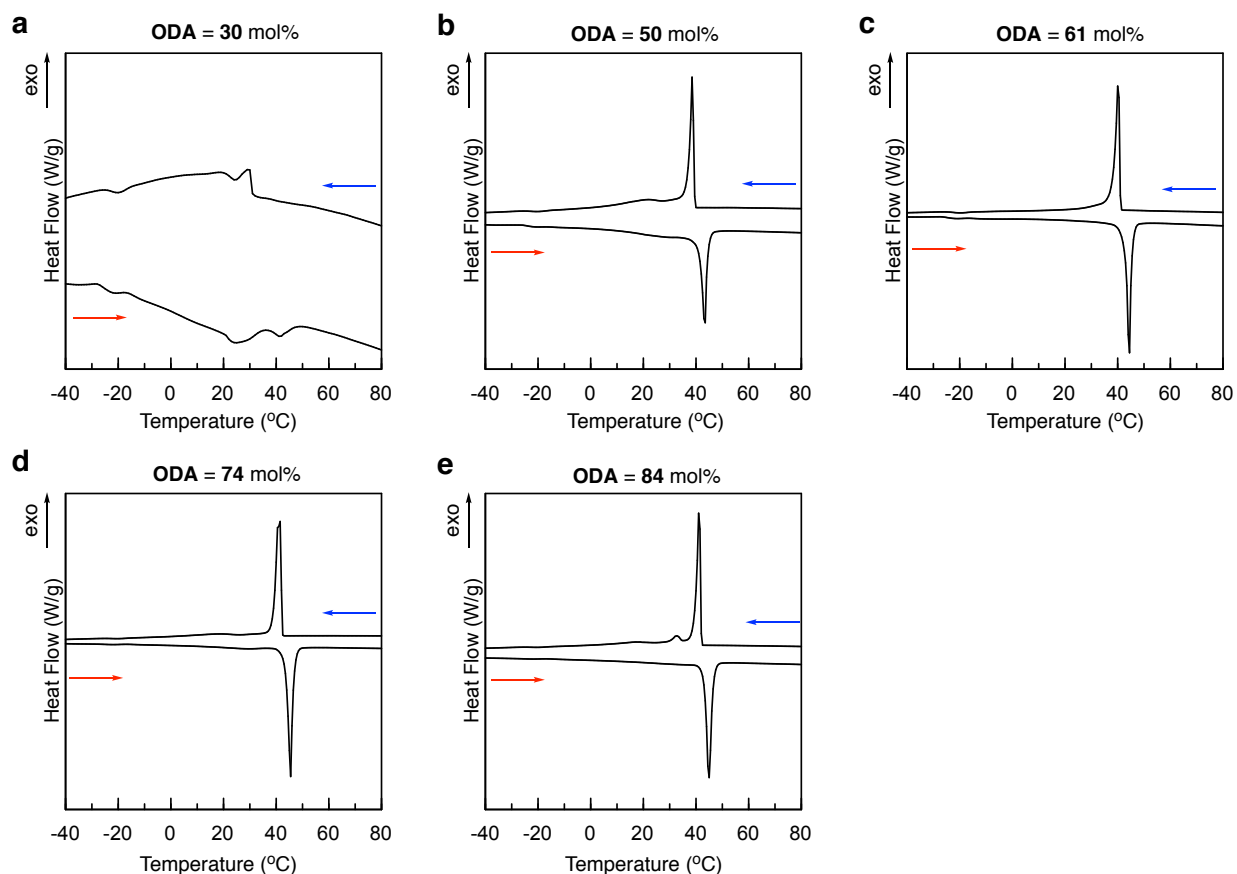 a
ODA = 30 mol%
exo
Heat Flow (W/g)
-40 -20 0 20 40 60 80
Temperature (ºC)
b
ODA = 50 mol%
exo
Heat Flow (W/g)
-40 -20 0 20 40 60 80
Temperature (ºC)
c
ODA = 61 mol%
exo
Heat Flow (W/g)
-40 -20 0 20 40 60 80
Temperature (ºC)
d
ODA = 74 mol%
exo
Heat Flow (W/g)
-40 -20 0 20 40 60 80
Temperature (ºC)
e
ODA = 84 mol%
exo
Heat Flow (W/g)
-40 -20 0 20 40 60 80
Temperature (ºC)